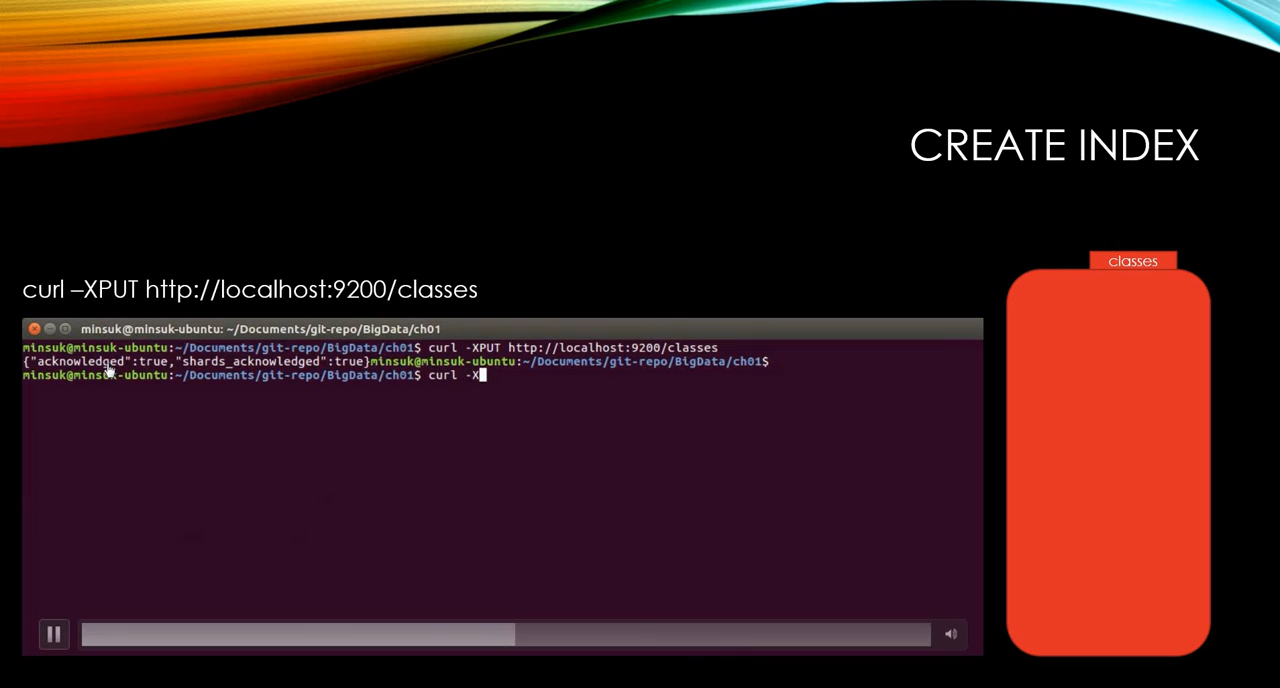 CREATE INDEX
classes
curl –XPUT http://localhost:9200/classes
minsuk@minsuk-ubuntu: ~/Documents/git-repo/BigData/ch01
minsuk@minsuk-ubuntu:~/Documents/git-repo/BigData/ch01$ curl -XPUT http://localhost:9200/classes
{"acknowledged":true,"shards_acknowledged":true}minsuk@minsuk-ubuntu:~/Documents/git-repo/BigData/ch01$
minsuk@minsuk-ubuntu:~/Documents/git-repo/BigData/ch01$ curl -X